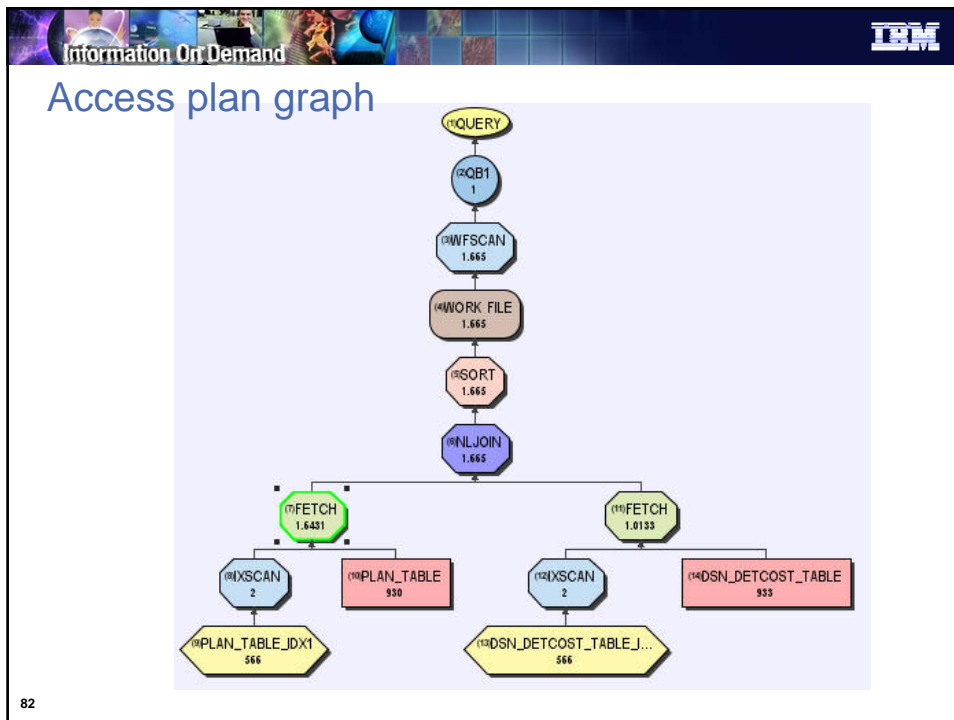 Information On Demand
IBM
Access plan graph
(1)QUERY
(2)QB1
1
(3)WFSCAN
1.665
(4)WORK FILE
1.665
(5)SORT
1.665
(6)NLJOIN
1.665
(7)FETCH
1.6431
(11)FETCH
1.0133
(8)IXSCAN
2
(10)PLAN_TABLE
930
(12)IXSCAN
2
(14)DSN_DETCOST_TABLE
933
(9)PLAN_TABLE_IDX1
566
(13)DSN_DETCOST_TABLE_I...
566
82